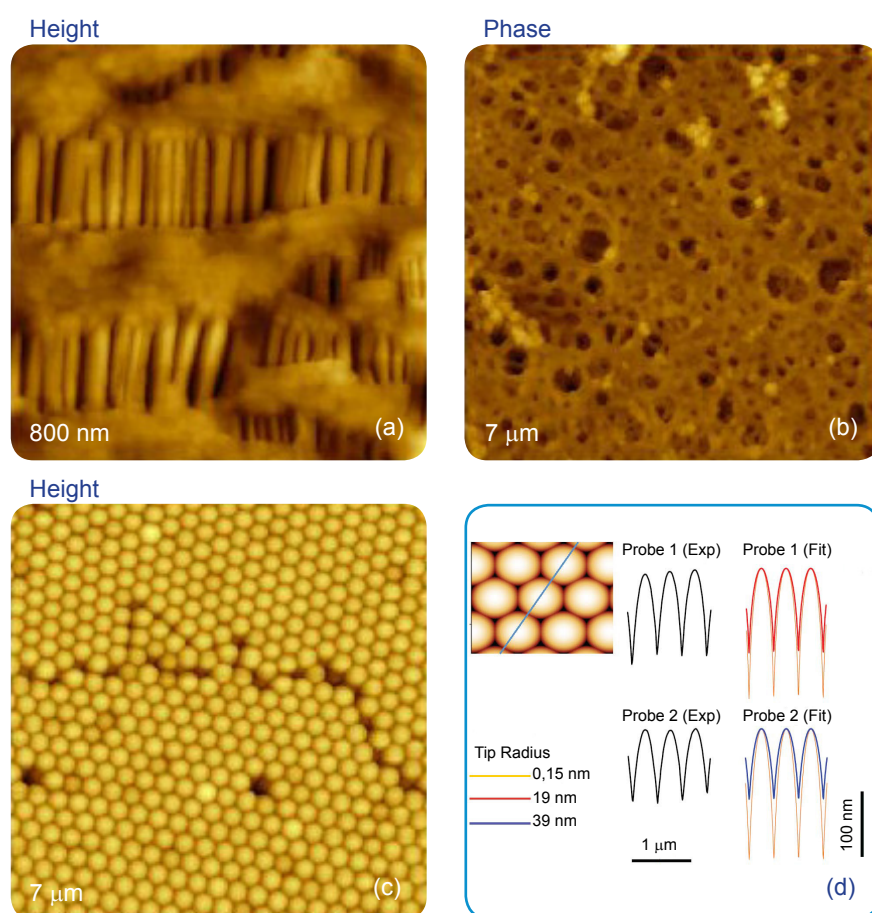 Height
Phase
800 nm
(a)
7 μm
(b)
Height
7 μm
(c)
Probe 1 (Exp)
Probe 1 (Fit)
Probe 2 (Exp)
Probe 2 (Fit)
Tip Radius
0,15 nm
19 nm
39 nm
1 μm
100 nm
(d)